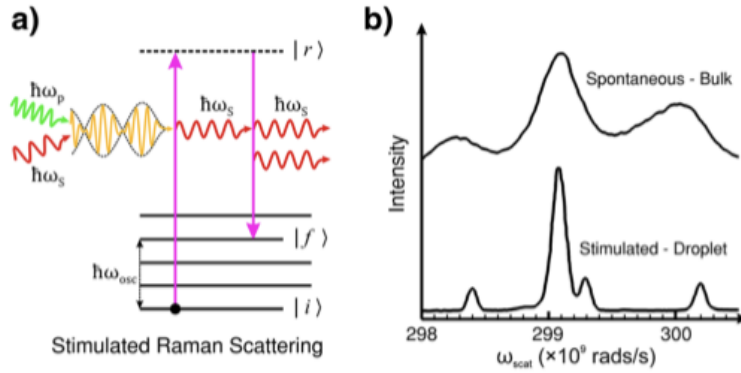 a)
|r⟩
ħωp
ħωS
ħωS
ħωS
|f⟩
ħωosc
|i⟩
Stimulated Raman Scattering
b)
Spontaneous - Bulk
Intensity
Stimulated - Droplet
298 299 300
ωscat (×10⁹ rads/s)